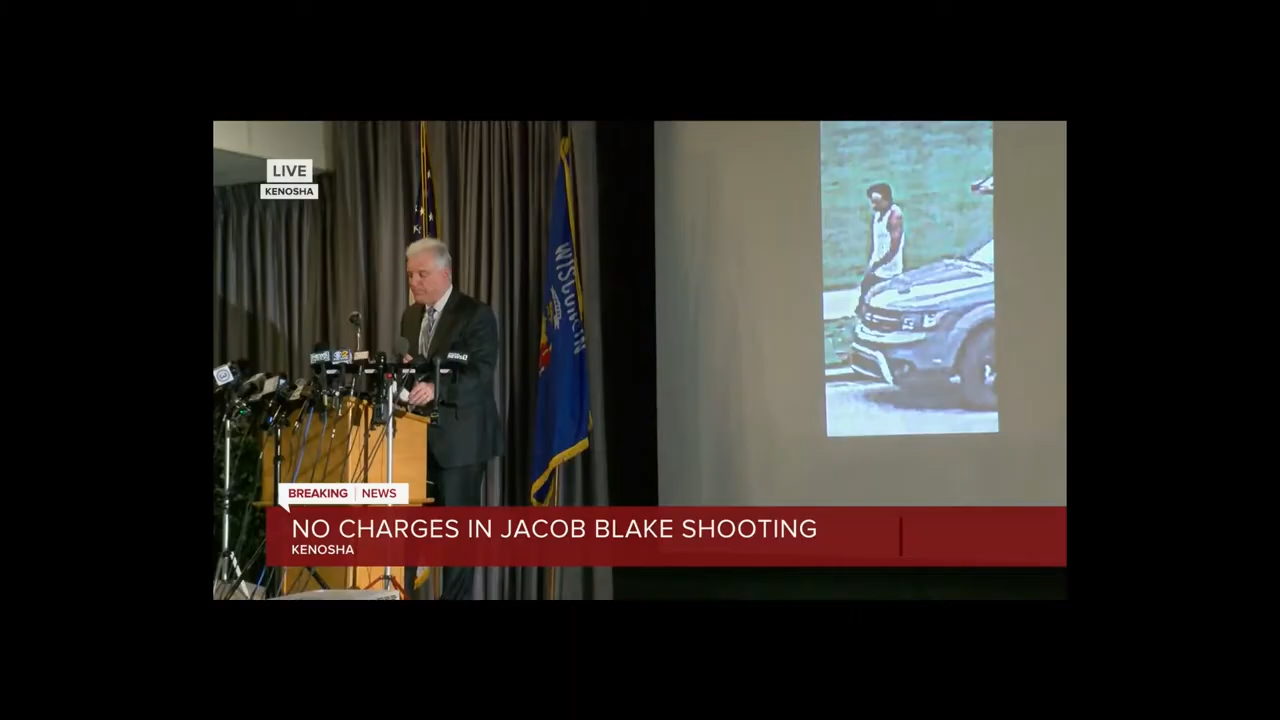 LIVE
KENOSHA
WISCONSIN
BREAKING NEWS
NO CHARGES IN JACOB BLAKE SHOOTING
KENOSHA